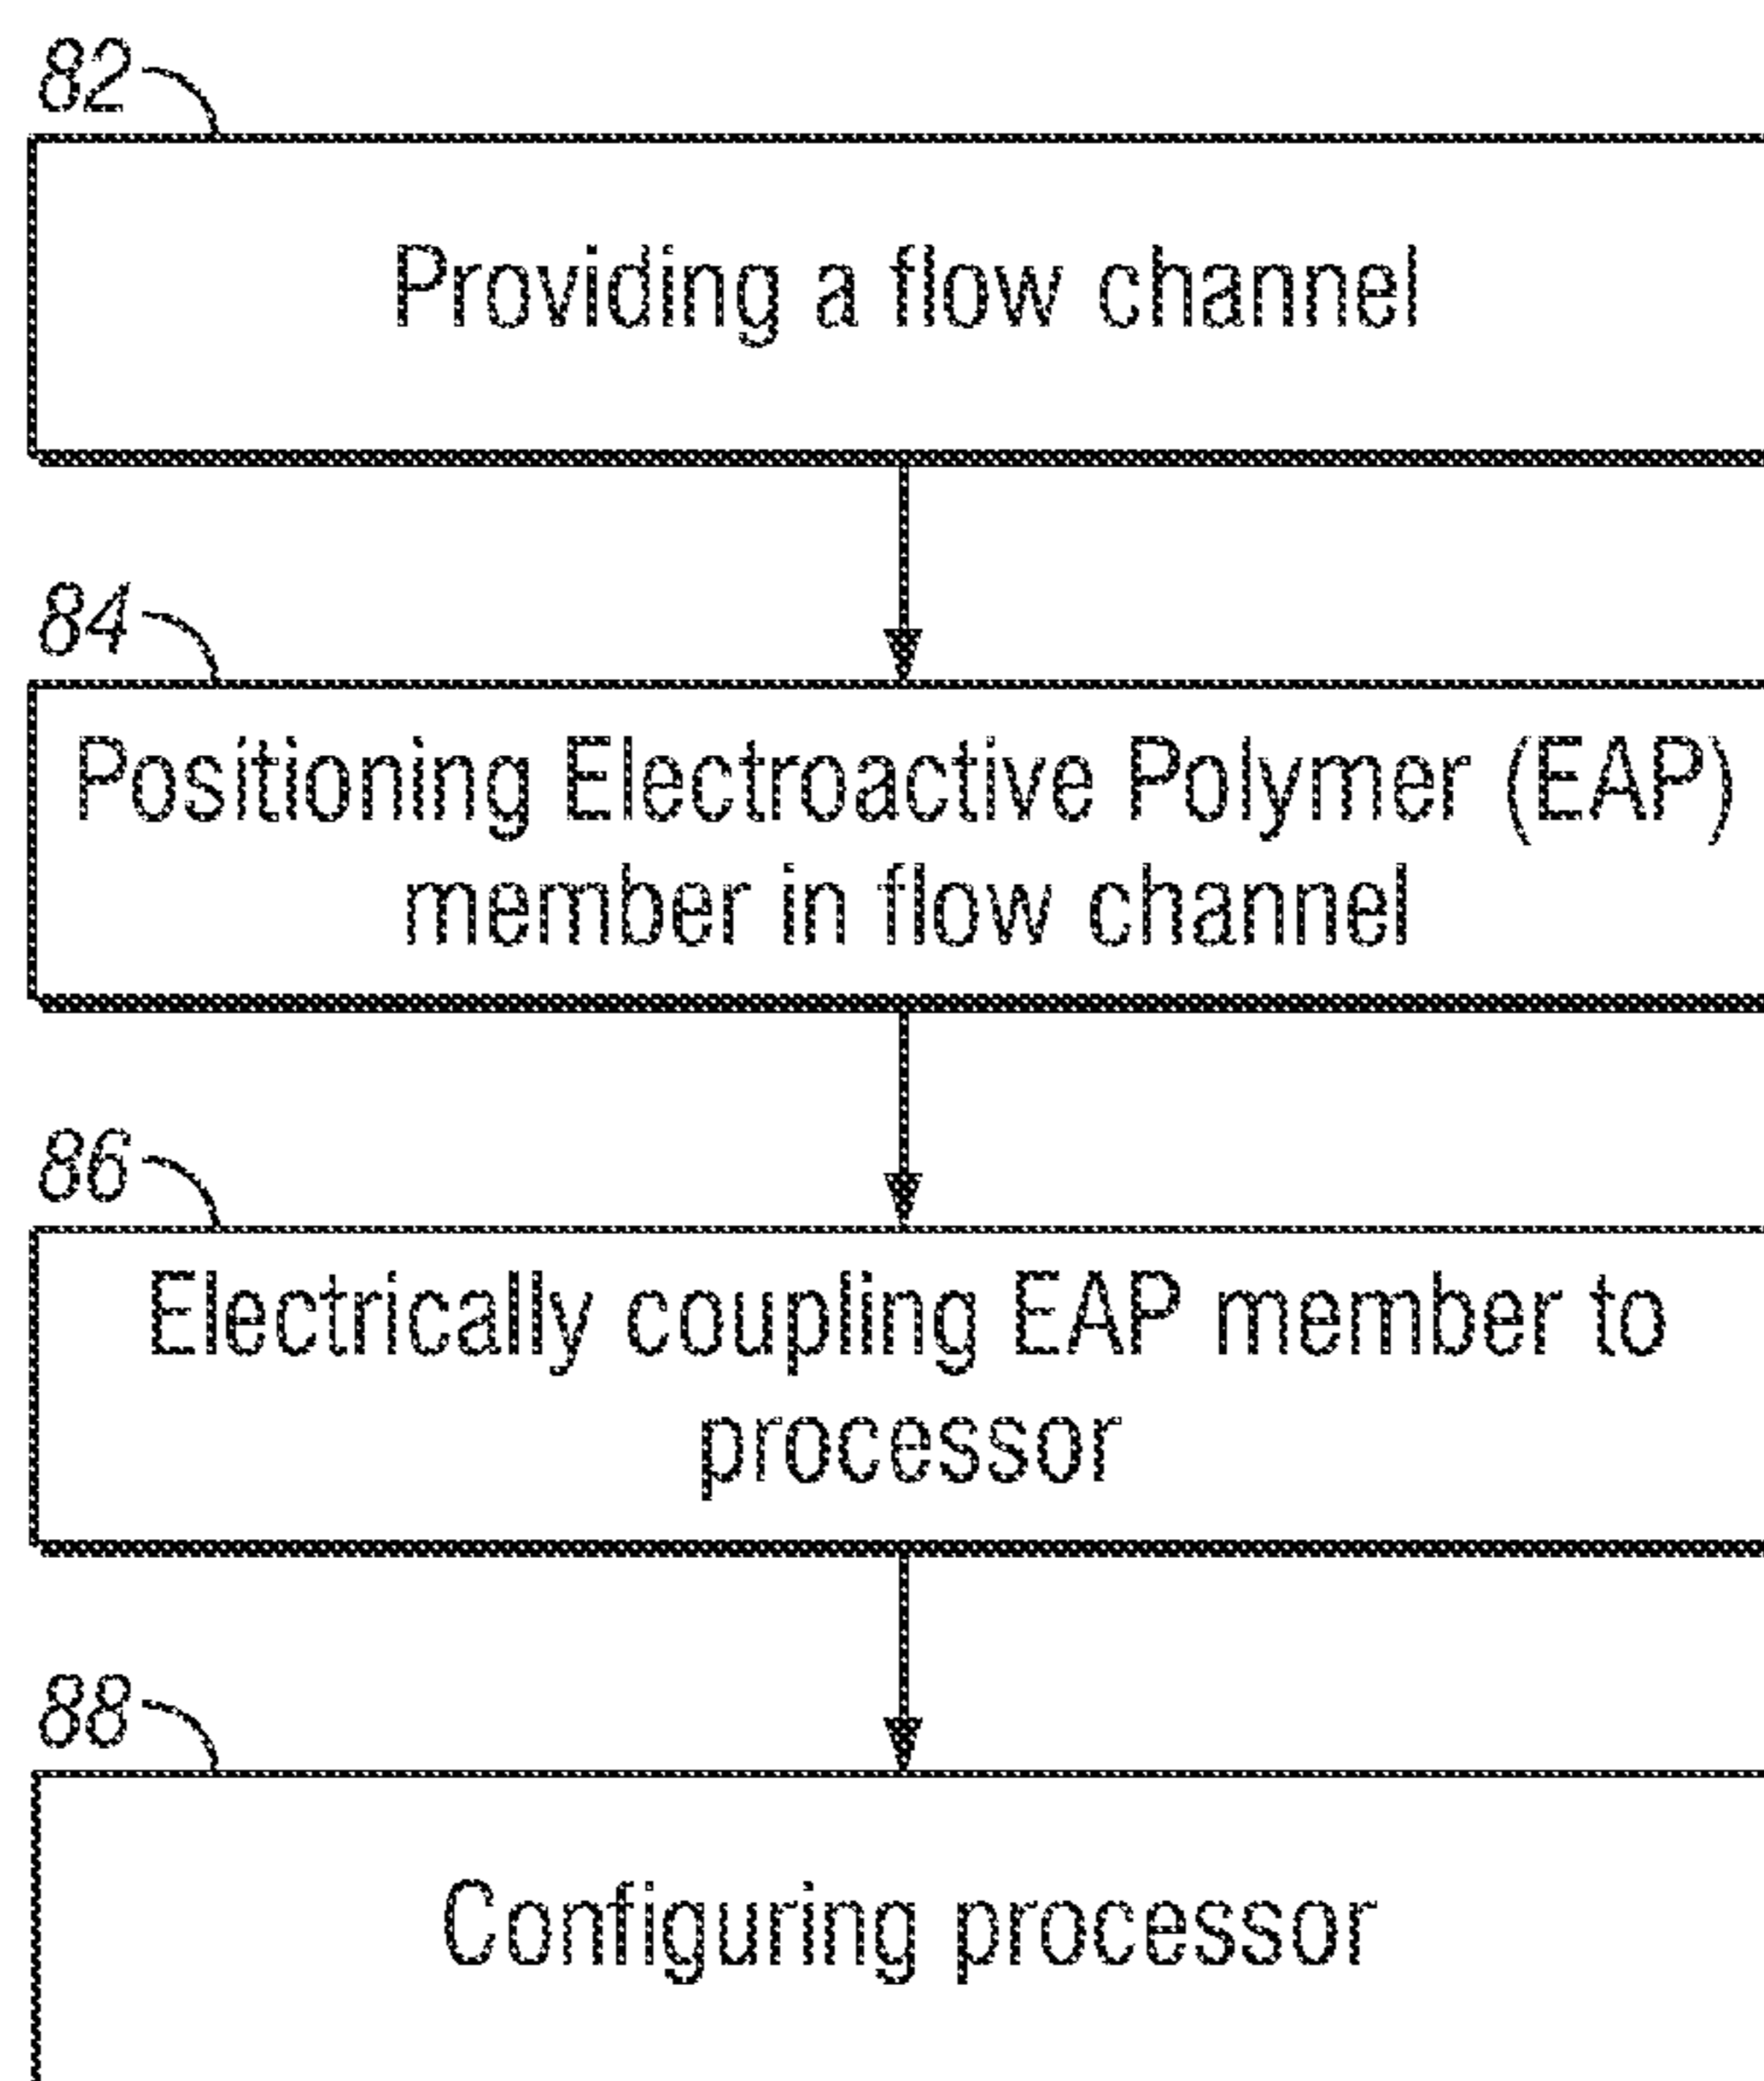 82
Providing a flow channel
84
Positioning Electroactive Polymer (EAP)
member in flow channel
86
Electrically coupling EAP member to
processor
88
Configuring processor